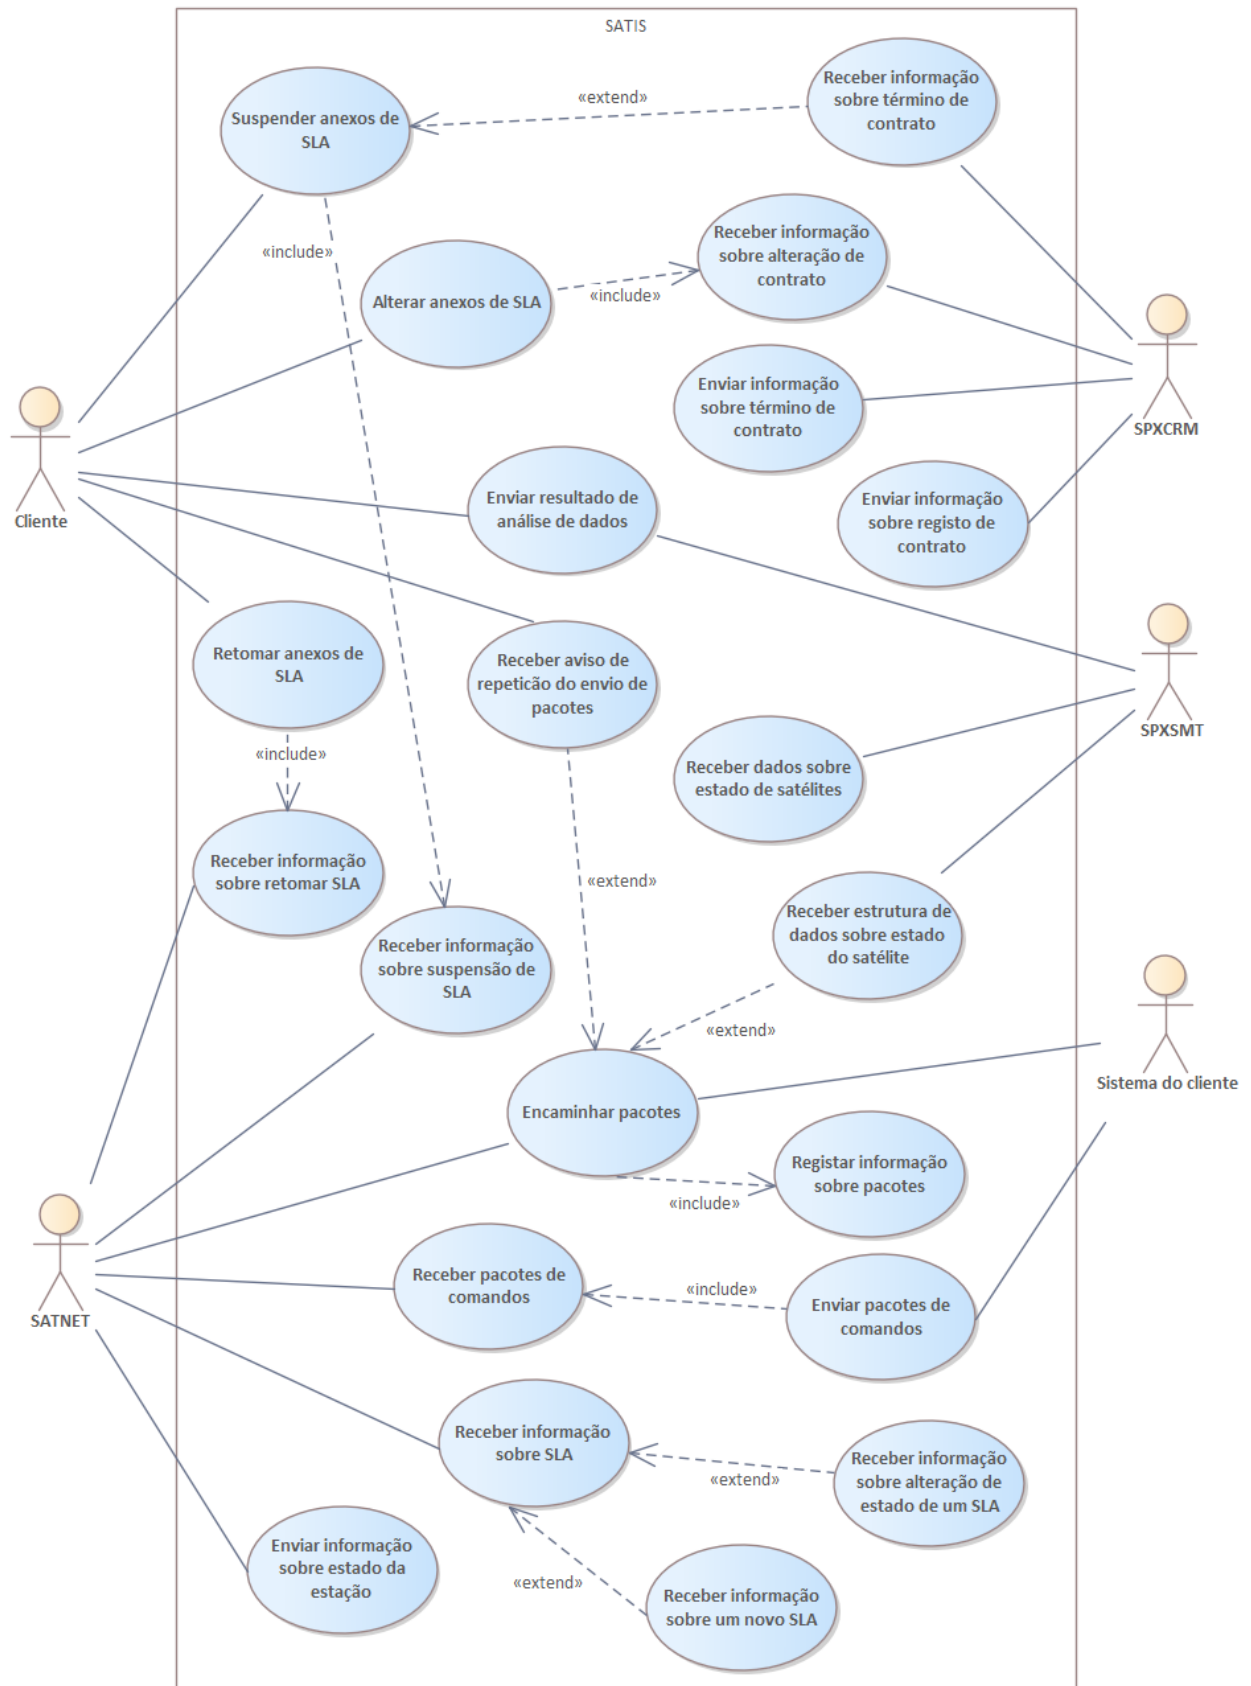 SATIS
Receber informação
sobre término de
contrato
«extend»
Suspender anexos de
SLA
Receber informação
sobre alteração de
contrato
«include»
Alterar anexos de SLA
«include»
Enviar informação
sobre término de
contrato
SPXCRM
Enviar resultado de
análise de dados
Enviar informação
sobre registo de
contrato
Cliente
Retomar anexos de
SLA
Receber aviso de
repeticão do envio de
pacotes
SPXSMT
«include»
Receber dados sobre
estado de satélites
Receber informação
sobre retomar SLA
«extend»
Receber estrutura de
dados sobre estado
do satélite
Receber informação
sobre suspensão de
SLA
«extend»
Sistema do cliente
Encaminhar pacotes
Registar informação
sobre pacotes
«include»
Receber pacotes de
comandos
«include»
Enviar pacotes de
comandos
SATNET
Receber informação
sobre SLA
Receber informação
sobre alteração de
estado de um SLA
«extend»
Enviar informação
sobre estado da
estação
«extend»
Receber informação
sobre um novo SLA